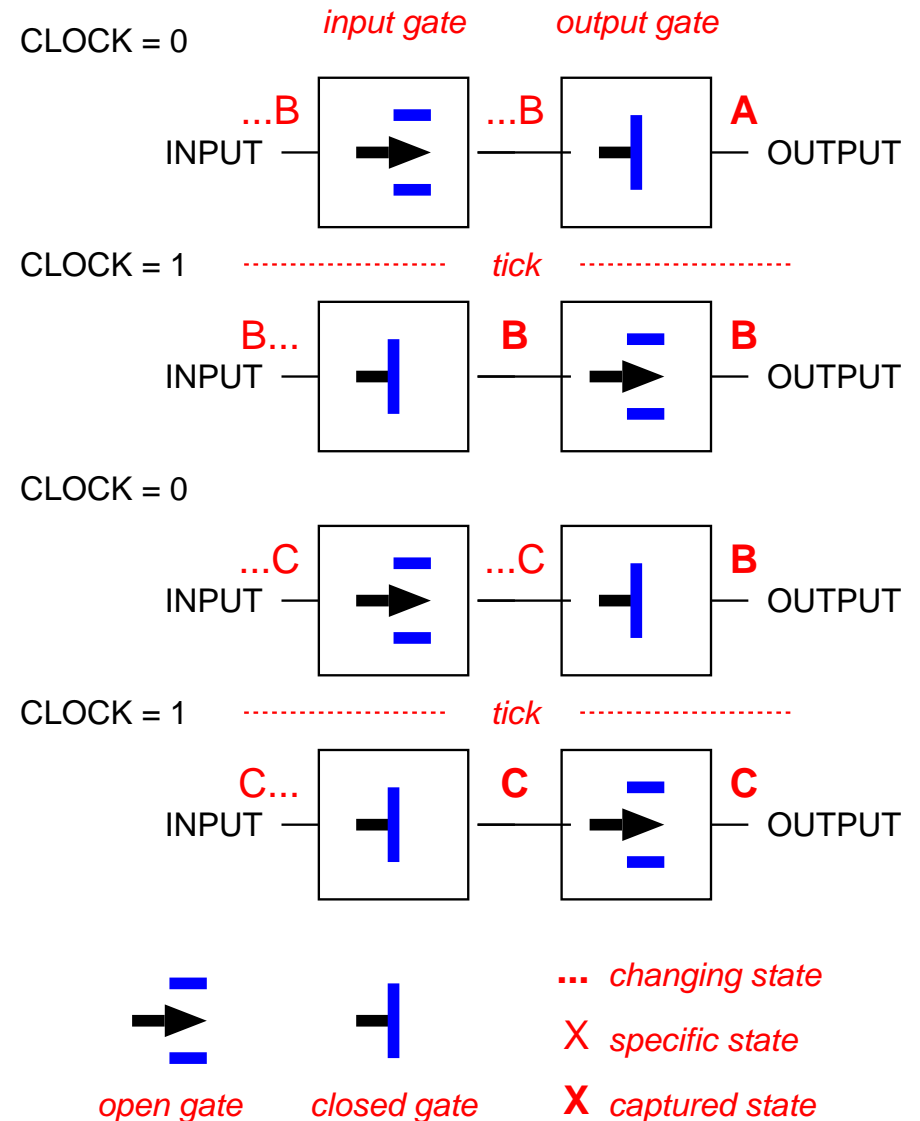 CLOCK = 0 input gate output gate
...B ...B A
INPUT OUTPUT
CLOCK = 1 tick
B... B B
INPUT OUTPUT
CLOCK = 0
...C ...C B
INPUT OUTPUT
CLOCK = 1 tick
C... C C
INPUT OUTPUT
... changing state
X specific state
open gate closed gate X captured state